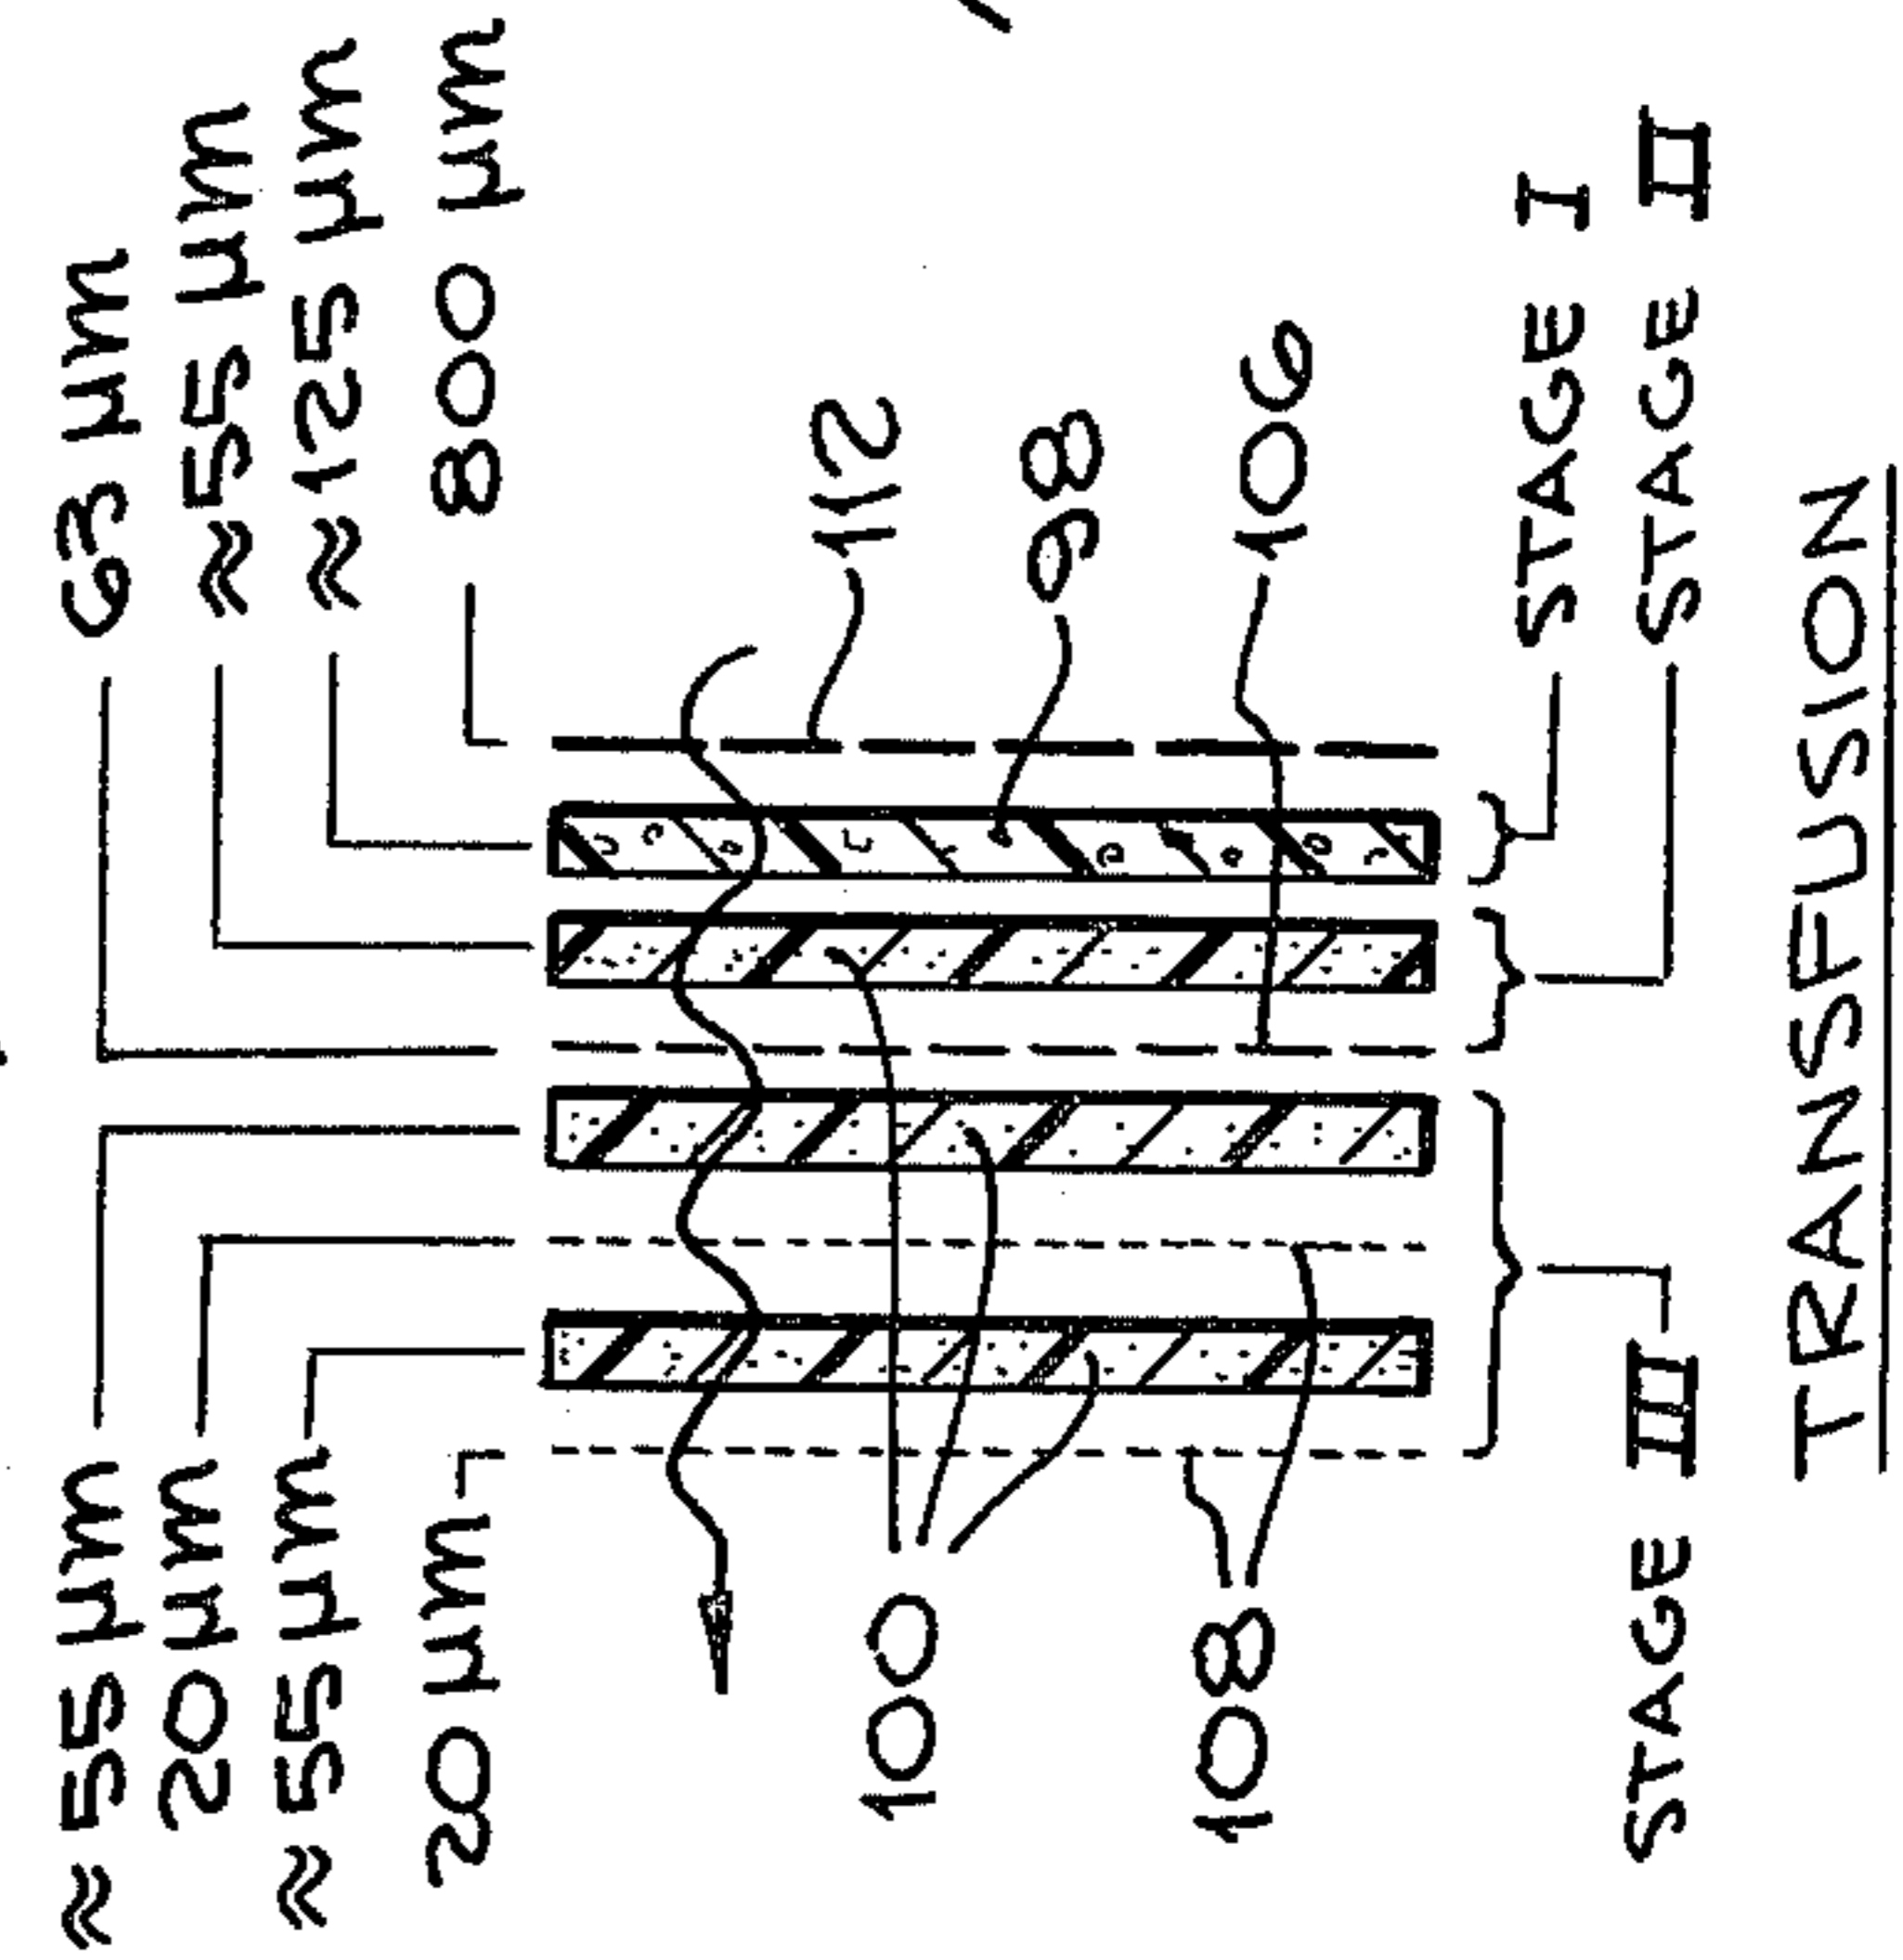 ≈ 55 µm 63 µm
20 µm ≈ 55 µm
≈ 55 µm ≈ 125 µm
20 µm 800 µm
112
100
98
108 106
STAGE I
STAGE III STAGE II
TRANSFUSION